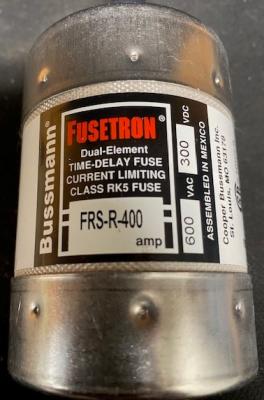 Bussmann®
FUSETRON®
Dual-Element
TIME-DELAY FUSE
CURRENT LIMITING
CLASS RK5 FUSE
FRS-R-400
amp
600 VAC 300 VDC
ASSEMBLED IN MEXICO
Cooper Bussmann Inc.
St. Louis, MO 63178